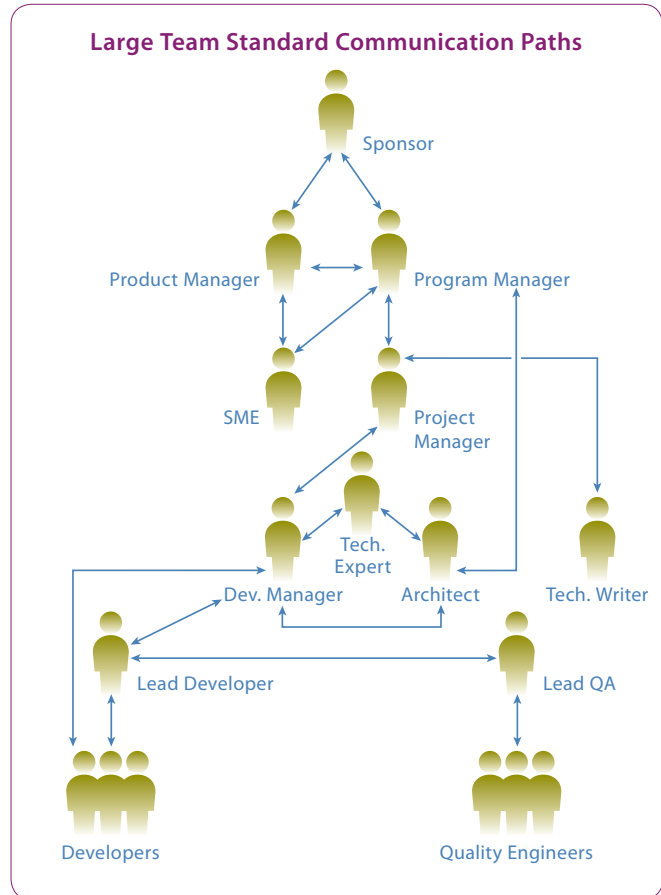 Large Team Standard Communication Paths
Sponsor
Product Manager
Program Manager
SME
Project
Manager
Tech.
Expert
Dev. Manager
Architect
Tech. Writer
Lead Developer
Lead QA
Developers
Quality Engineers